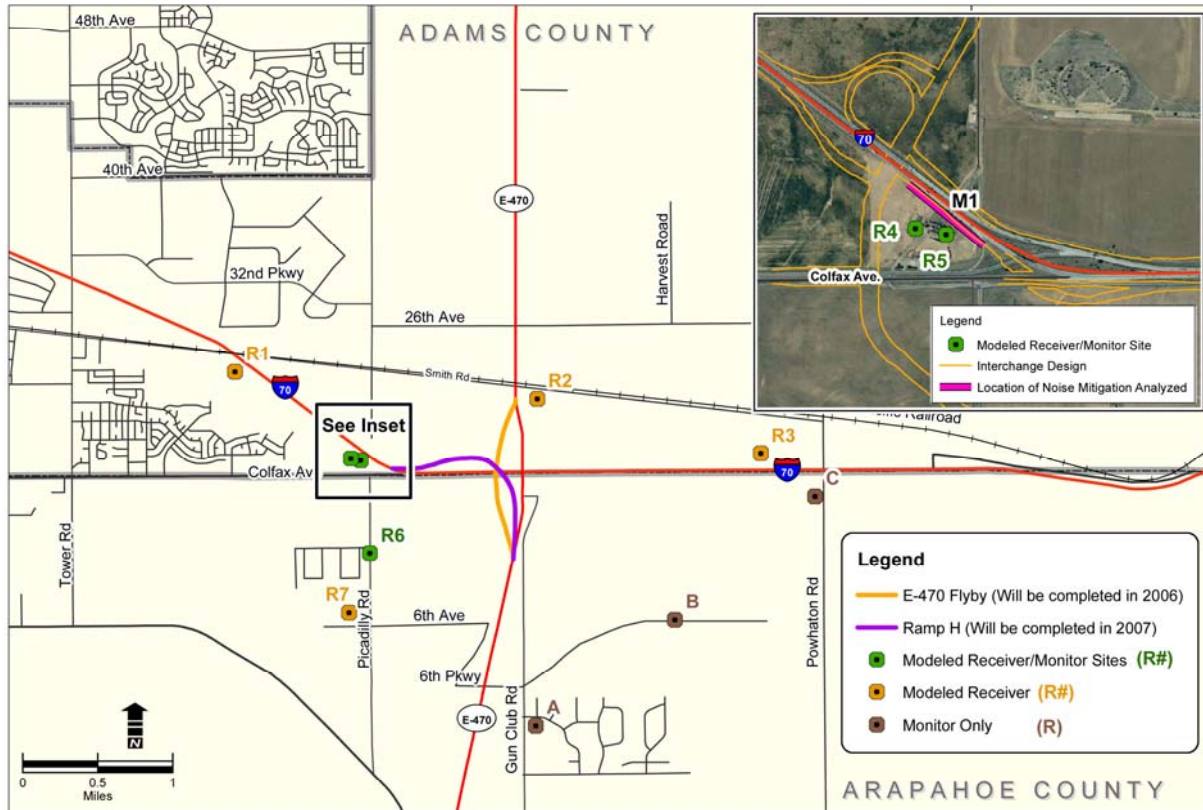 48th Ave
ADAMS COUNTY
40th Ave
E-470
Harvest Road
32nd Pkwy
26th Ave
R1
Smith Rd
70
R2
See Inset
R3
Railroad
Colfax Av
70
C
Tower Rd
R6
R7
Picadilly Rd
6th Ave
B
Powhaton Rd
6th Pkwy
E-470
Gun Club Rd
A
N
0 0.5 1
Miles
ARAPAHOE COUNTY
70
M1
R4
R5
Colfax Ave.
Legend
Modeled Receiver/Monitor Site
Interchange Design
Location of Noise Mitigation Analyzed
Legend
E-470 Flyby (Will be completed in 2006)
Ramp H (Will be completed in 2007)
Modeled Receiver/Monitor Sites (R#)
Modeled Receiver (R#)
Monitor Only (R)